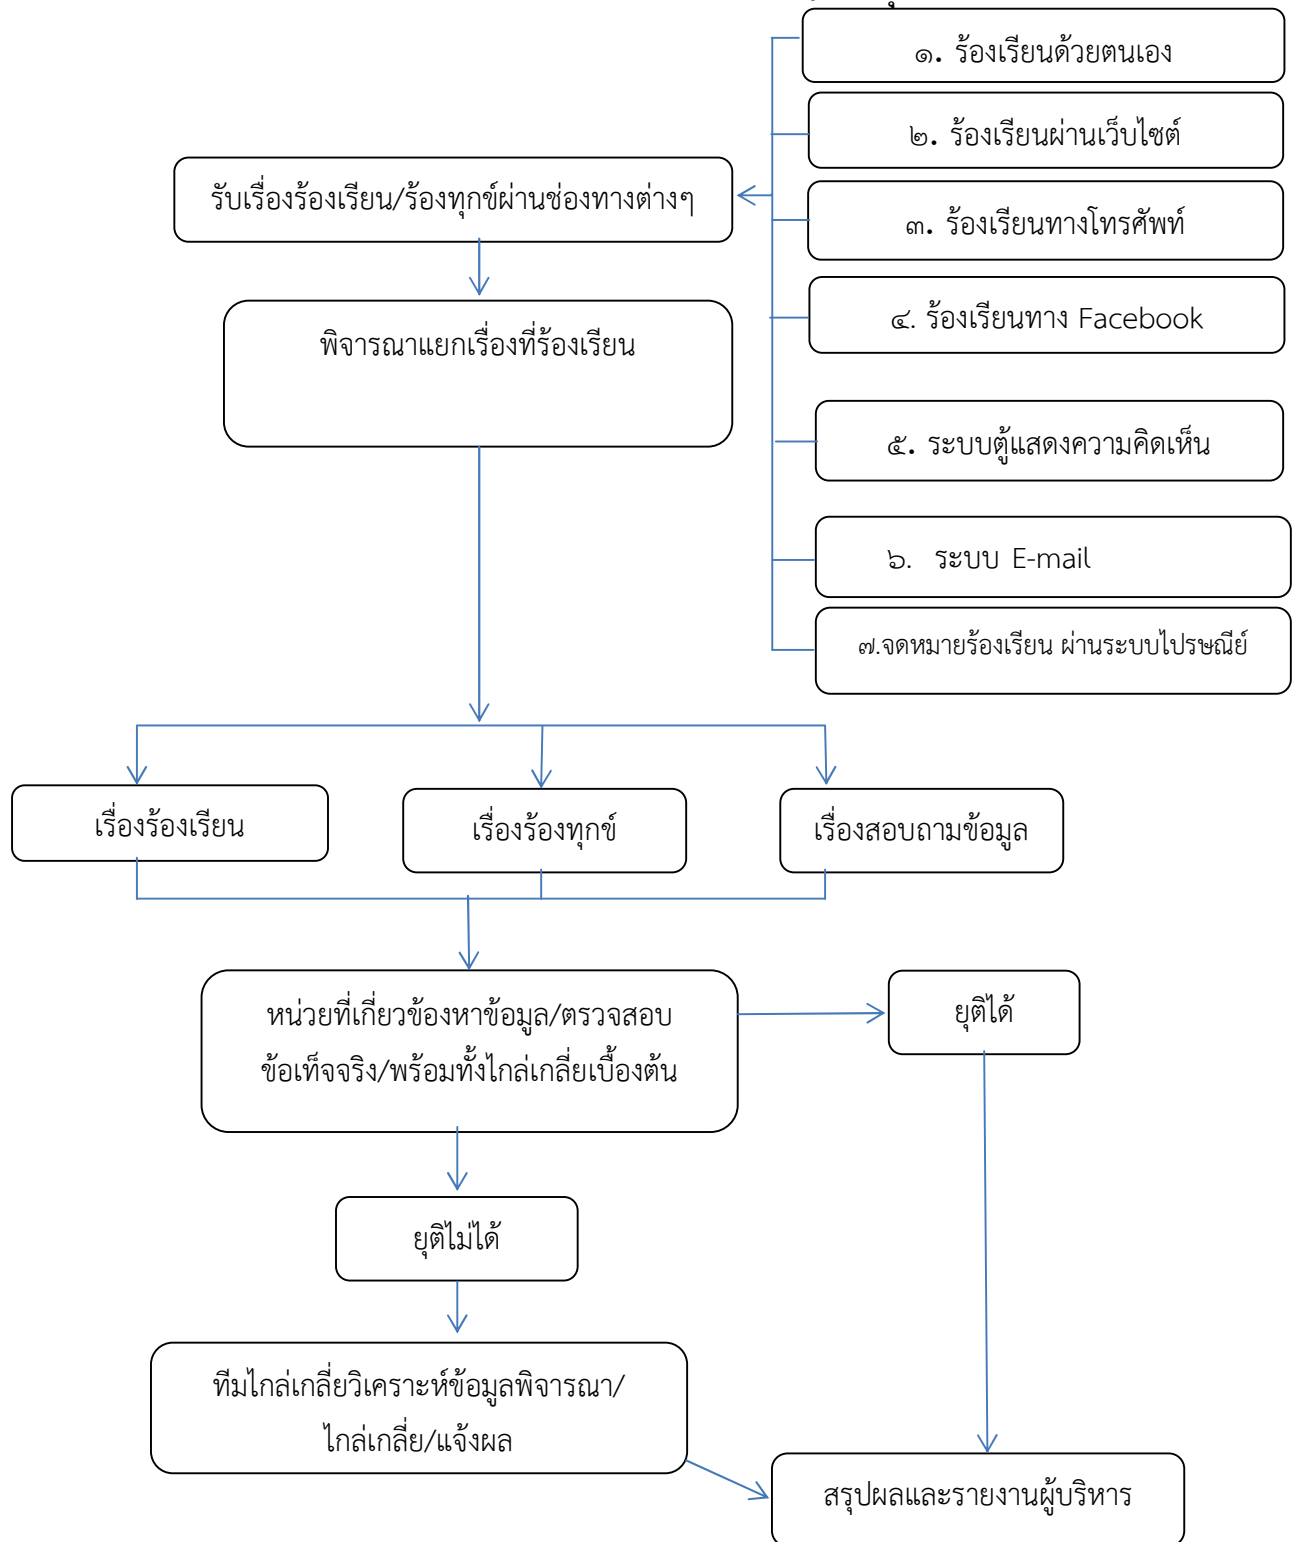 ๑. ร้องเรียนด้วยตนเอง
๒. ร้องเรียนผ่านเว็บไซต์
รับเรื่องร้องเรียน/ร้องทุกข์ผ่านช่องทางต่างๆ
๓. ร้องเรียนทางโทรศัพท์
๔. ร้องเรียนทาง Facebook
พิจารณาแยกเรื่องที่ร้องเรียน
๕. ระบบตู้แสดงความคิดเห็น
๖. ระบบ E-mail
๗.จดหมายร้องเรียน ผ่านระบบไปรษณีย์
เรื่องร้องเรียน
เรื่องร้องทุกข์
เรื่องสอบถามข้อมูล
หน่วยที่เกี่ยวข้องหาข้อมูล/ตรวจสอบ
ข้อเท็จจริง/พร้อมทั้งไกล่เกลี่ยเบื้องต้น
ยุติได้
ยุติไม่ได้
ทีมไกล่เกลี่ยวิเคราะห์ข้อมูลพิจารณา/
ไกล่เกลี่ย/แจ้งผล
สรุปผลและรายงานผู้บริหาร